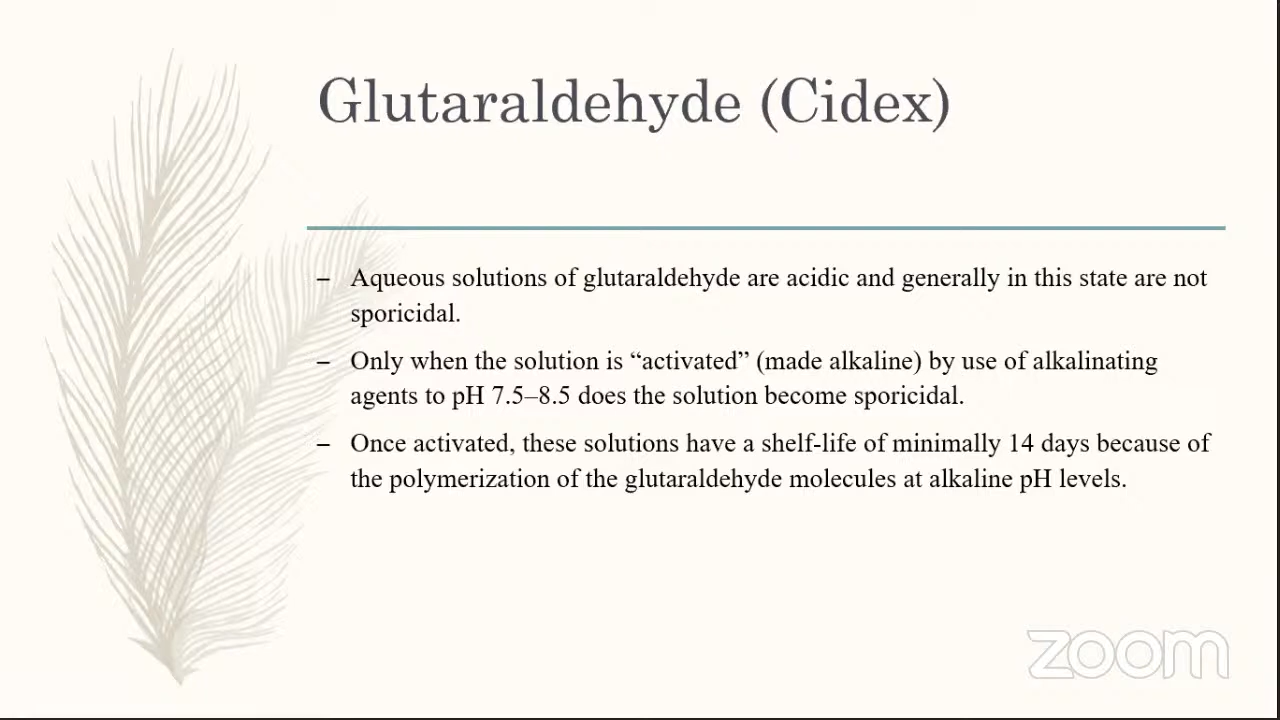 Glutaraldehyde (Cidex)
– Aqueous solutions of glutaraldehyde are acidic and generally in this state are not
sporicidal.
– Only when the solution is “activated” (made alkaline) by use of alkalinating
agents to pH 7.5–8.5 does the solution become sporicidal.
– Once activated, these solutions have a shelf-life of minimally 14 days because of
the polymerization of the glutaraldehyde molecules at alkaline pH levels.
zoom